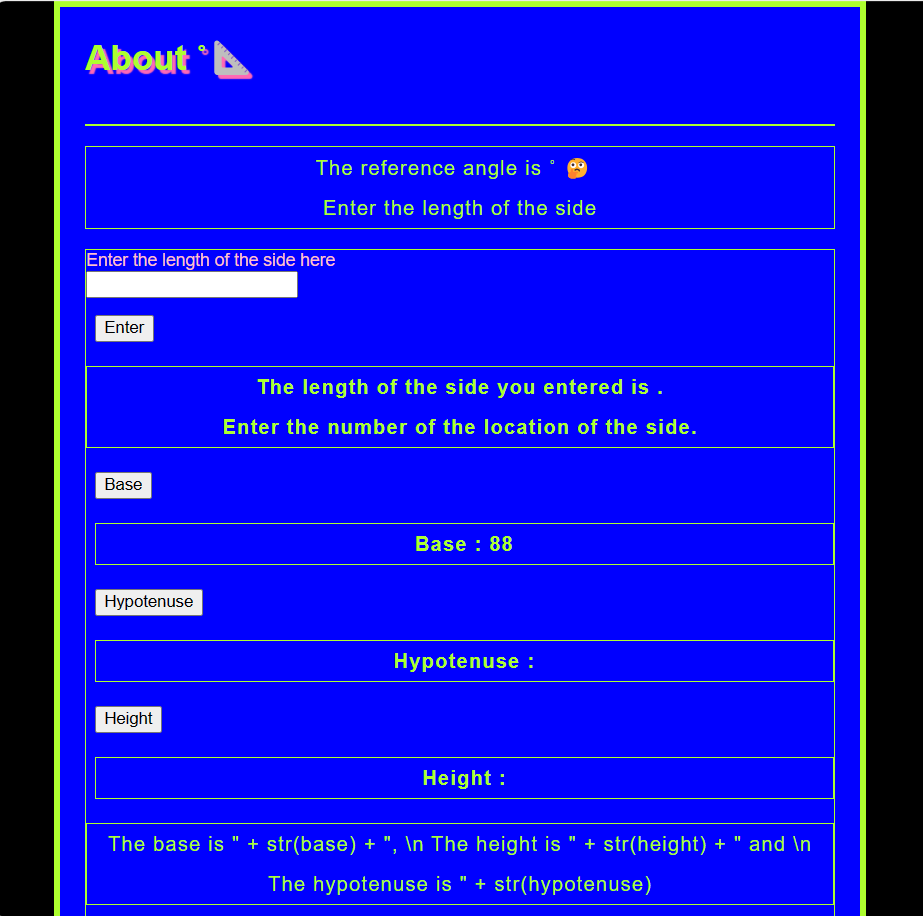 About °📐
The reference angle is ° 🤔
Enter the length of the side
Enter the length of the side here
Enter
The length of the side you entered is .
Enter the number of the location of the side.
Base
Base : 88
Hypotenuse
Hypotenuse :
Height
Height :
The base is " + str(base) + ", \n The height is " + str(height) + " and \n
The hypotenuse is " + str(hypotenuse)